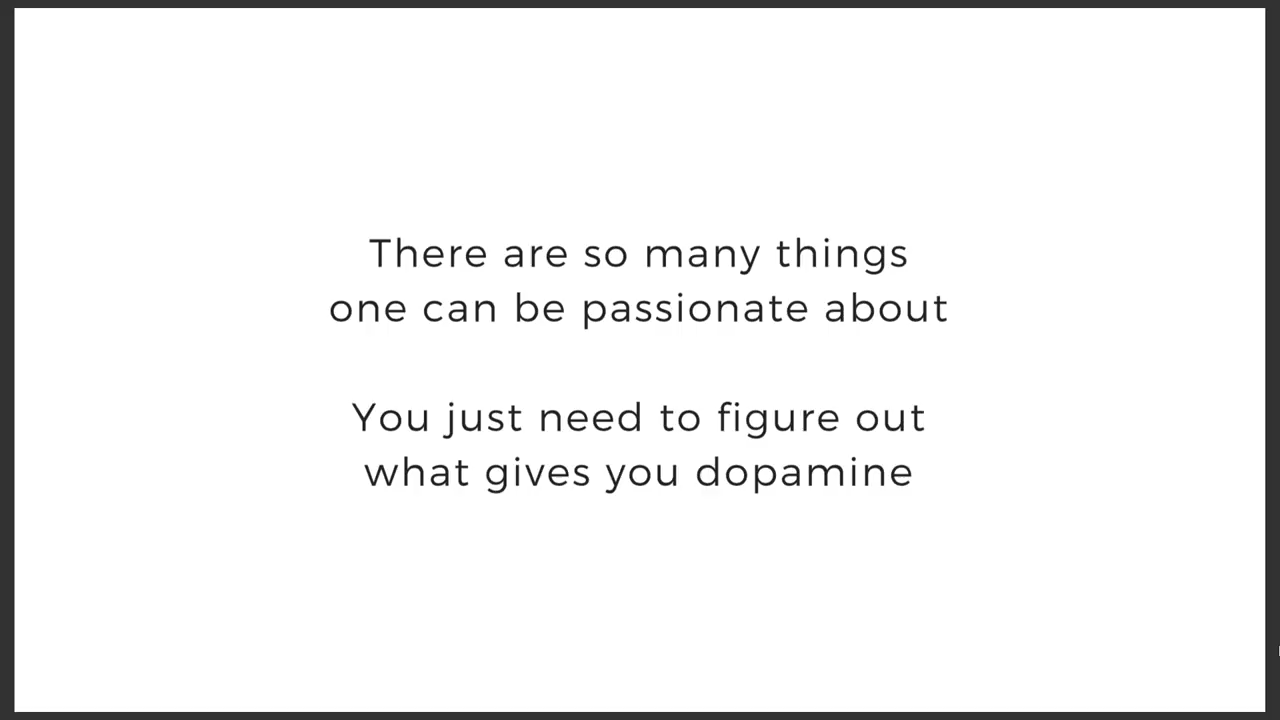 There are so many things
one can be passionate about
You just need to figure out
what gives you dopamine